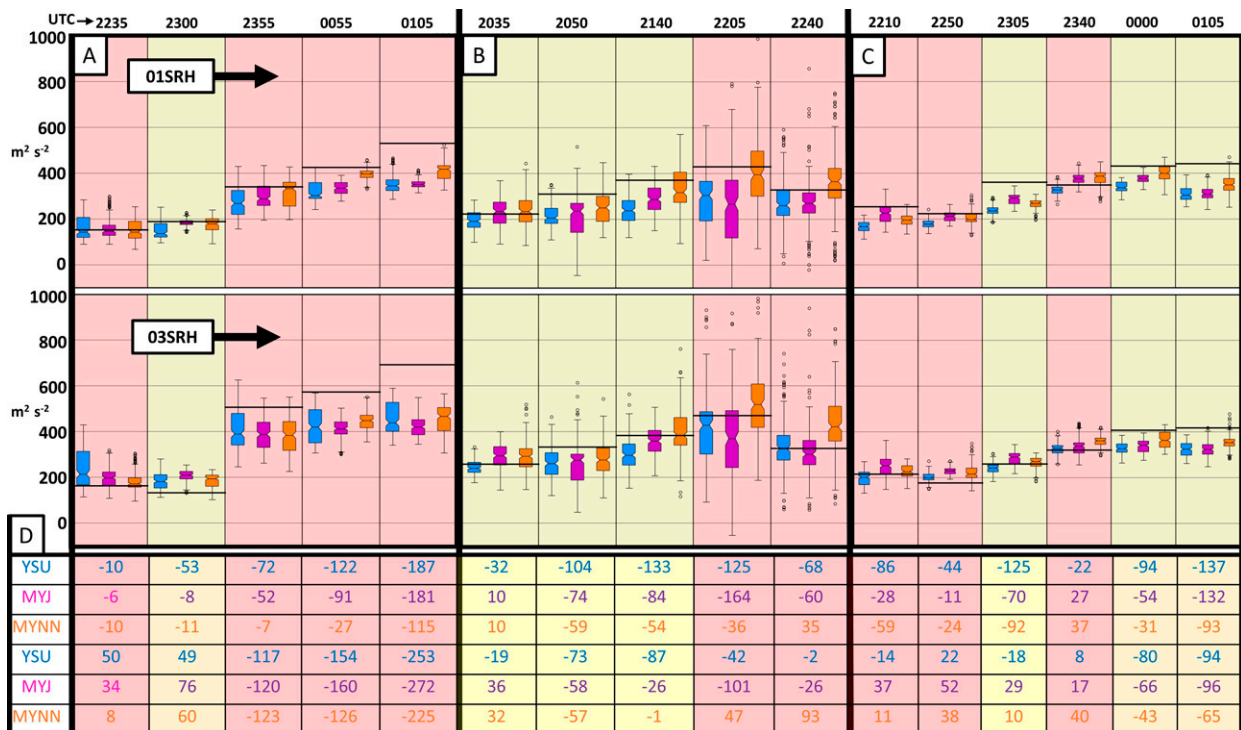 UTC→ 2235 2300 2355 0055 0105 2035 2050 2140 2205 2240 2210 2250 2305 2340 0000 0105
1000 A B C
01SRH
800
600
m² s⁻²
400
200
0
1000
03SRH
800
600
m² s⁻²
400
200
0
D
YSU -10 -53 -72 -122 -187 -32 -104 -133 -125 -68 -86 -44 -125 -22 -94 -137
MYJ -6 -8 -52 -91 -181 10 -74 -84 -164 -60 -28 -11 -70 27 -54 -132
MYNN -10 -11 -7 -27 -115 10 -59 -54 -36 35 -59 -24 -92 37 -31 -93
YSU 50 49 -117 -154 -253 -19 -73 -87 -42 -2 -14 22 -18 8 -80 -94
MYJ 34 76 -120 -160 -272 36 -58 -26 -101 -26 37 52 29 17 -66 -96
MYNN 8 60 -123 -126 -225 32 -57 -1 47 93 11 38 10 40 -43 -65